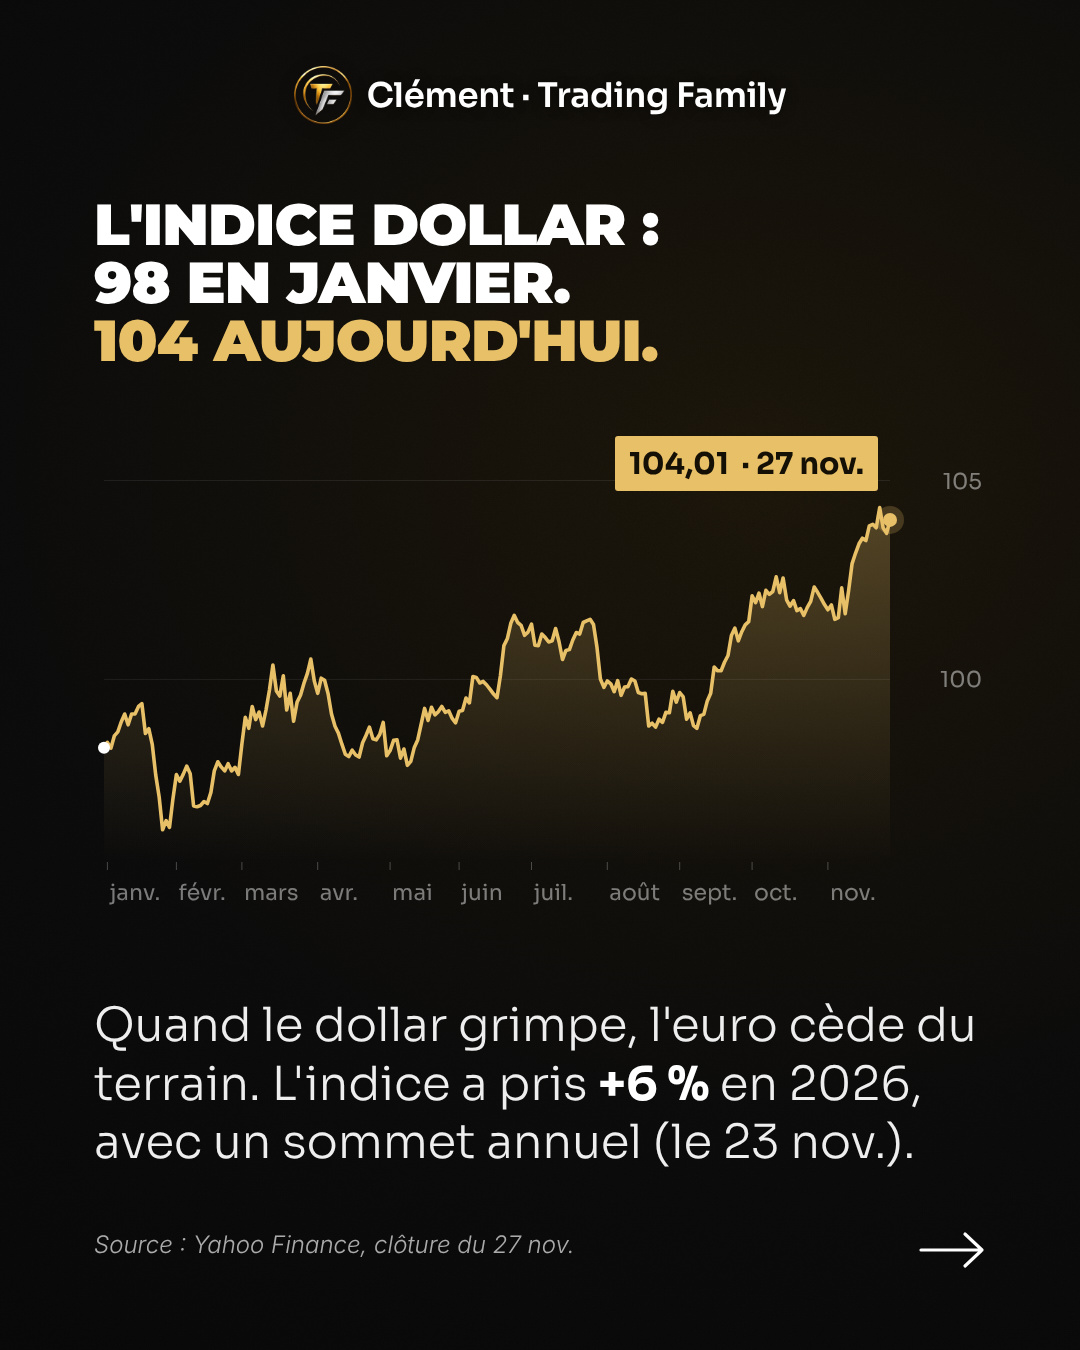 TF
Clément · Trading Family
L'INDICE DOLLAR :
98 EN JANVIER.
104 AUJOURD'HUI.
104,01 · 27 nov.
105
100
janv. févr. mars avr. mai juin juil. août sept. oct. nov.
Quand le dollar grimpe, l'euro cède du
terrain. L'indice a pris +6 % en 2026,
avec un sommet annuel (le 23 nov.).
Source : Yahoo Finance, clôture du 27 nov.